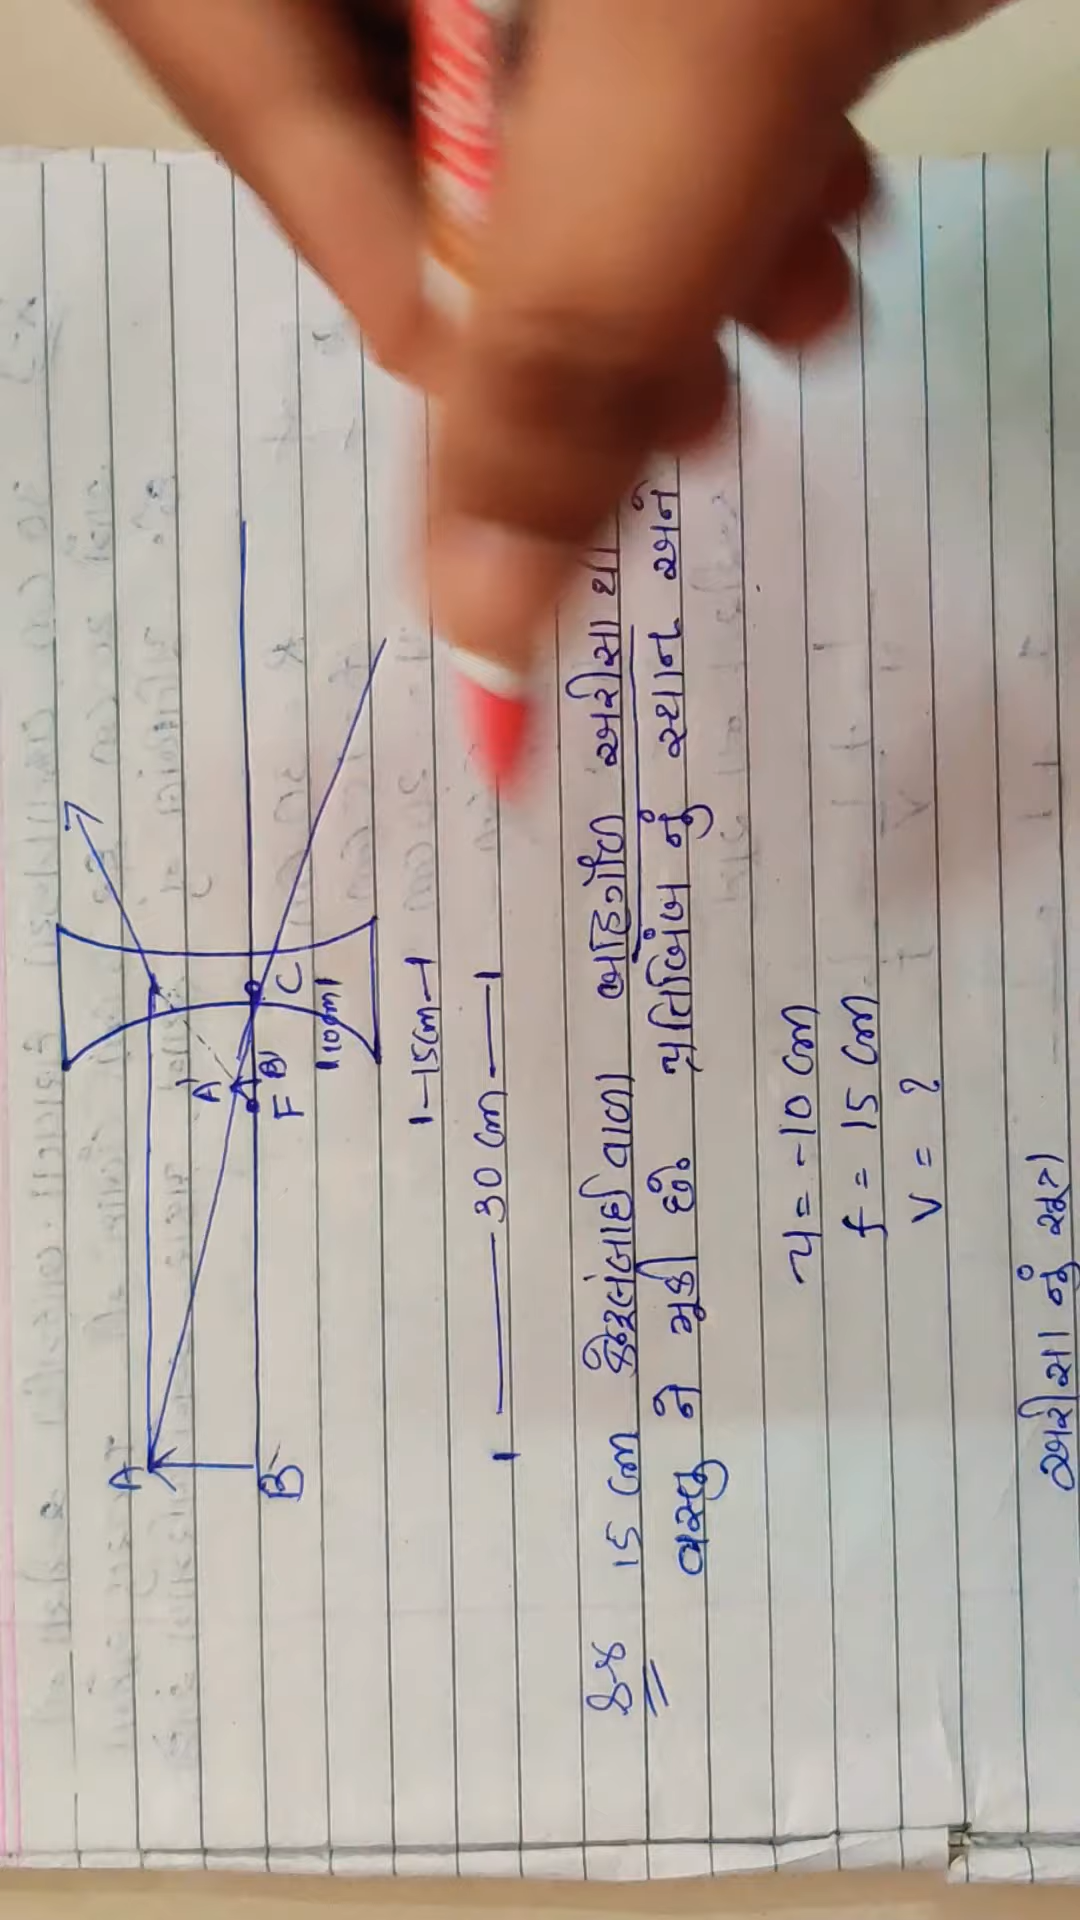 A
A'
B
F
B'
C
10cm
15cm
30 cm
15 cm કેન્દ્રલંબાઈ વાળા બહિર્ગોળ અરીસા થી
વસ્તુ ને મૂકી છે. પ્રતિબિંબ નું સ્થાન અને
u = -10 cm
f = 15 cm
v = ?
અરીસા નું સૂત્ર